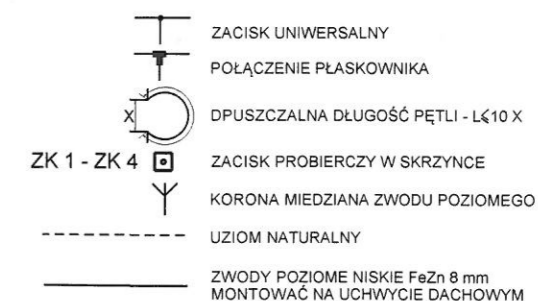 ZACISK UNIWERSALNY
POŁĄCZENIE PŁASKOWNIKA
X DPUSZCZALNA DŁUGOŚĆ PĘTLI - L⩽10 X
ZK 1 - ZK 4 ZACISK PROBIERCZY W SKRZYNCE
KORONA MIEDZIANA ZWODU POZIOMEGO
UZIOM NATURALNY
ZWODY POZIOME NISKIE FeZn 8 mm
MONTOWAĆ NA UCHWYCIE DACHOWYM